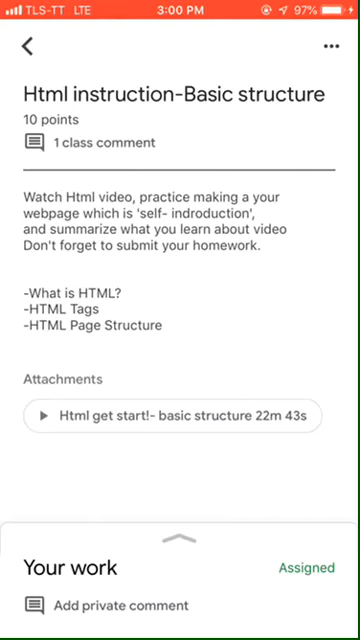 TLS-TT LTE 3:00 PM 97%
Html instruction-Basic structure
10 points
1 class comment
Watch Html video, practice making a your
webpage which is 'self- indroduction',
and summarize what you learn about video
Don't forget to submit your homework.
-What is HTML?
-HTML Tags
-HTML Page Structure
Attachments
Html get start!- basic structure 22m 43s
Your work Assigned
Add private comment